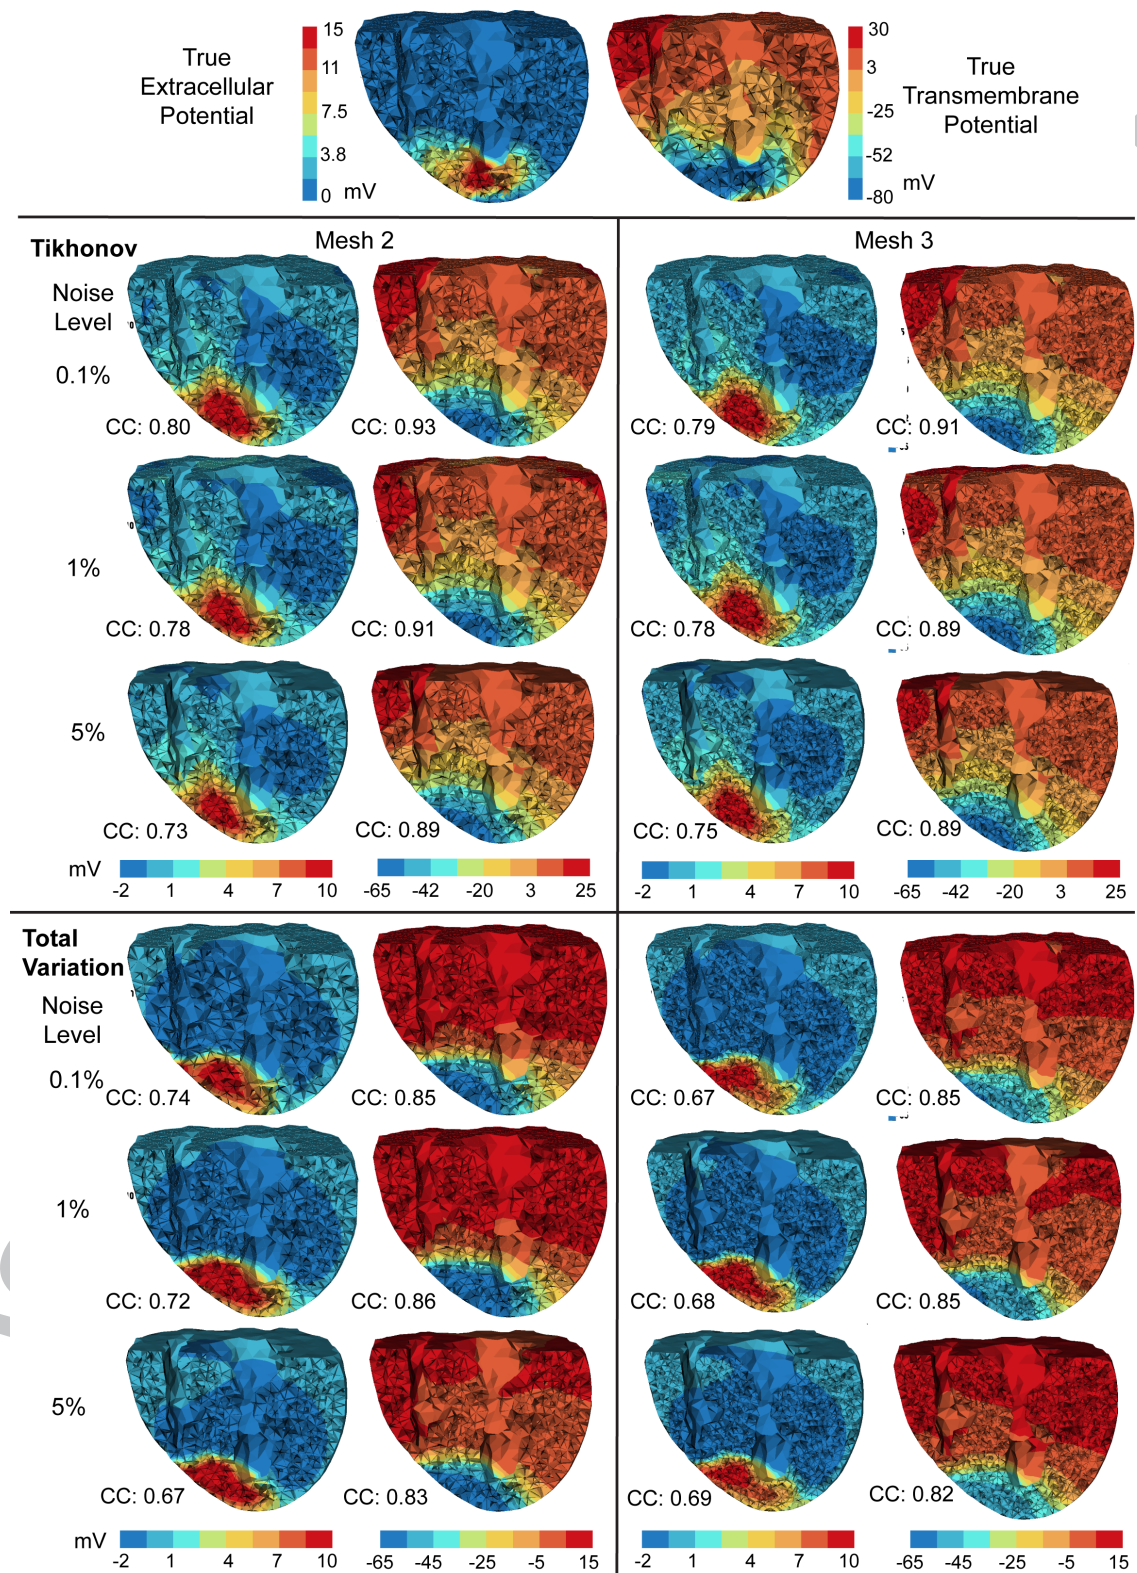 True
Extracellular
Potential
15
11
7.5
3.8
0 mV
30
3
-25
-52
-80 mV
True
Transmembrane
Potential
Tikhonov
Mesh 2
Mesh 3
Noise
Level
0.1%
CC: 0.80
CC: 0.93
CC: 0.79
CC: 0.91
1%
CC: 0.78
CC: 0.91
CC: 0.78
CC: 0.89
5%
CC: 0.73
CC: 0.89
CC: 0.75
CC: 0.89
mV
-2 1 4 7 10
-65 -42 -20 3 25
-2 1 4 7 10
-65 -42 -20 3 25
Total
Variation
Noise
Level
0.1%
CC: 0.74
CC: 0.85
CC: 0.67
CC: 0.85
1%
CC: 0.72
CC: 0.86
CC: 0.68
CC: 0.85
5%
CC: 0.67
CC: 0.83
CC: 0.69
CC: 0.82
mV
-2 1 4 7 10
-65 -45 -25 -5 15
-2 1 4 7 10
-65 -45 -25 -5 15